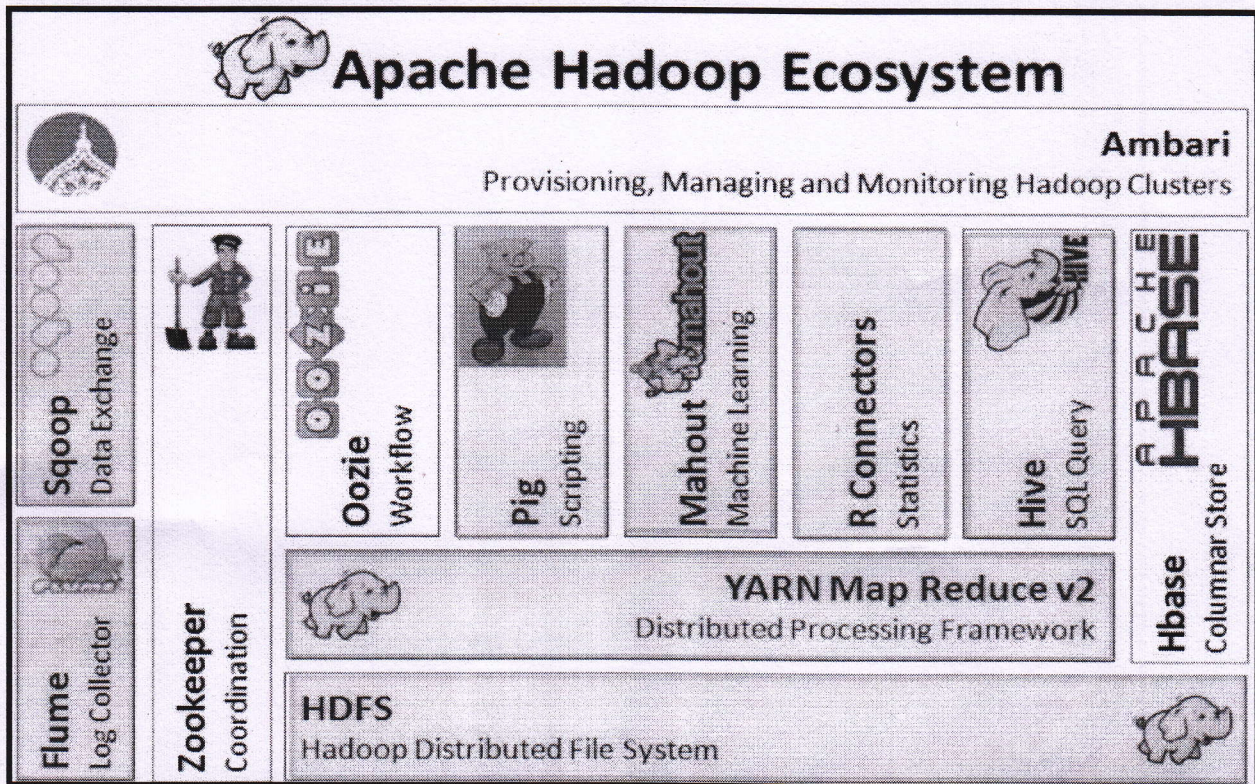 Apache Hadoop Ecosystem
Ambari
Provisioning, Managing and Monitoring Hadoop Clusters
Sqoop
Data Exchange
Flume
Log Collector
Zookeeper
Coordination
OOZIE
Oozie
Workflow
Pig
Scripting
mahout
Mahout
Machine Learning
R Connectors
Statistics
HIVE
Hive
SQL Query
APACHE
HBASE
Hbase
Columnar Store
YARN Map Reduce v2
Distributed Processing Framework
HDFS
Hadoop Distributed File System